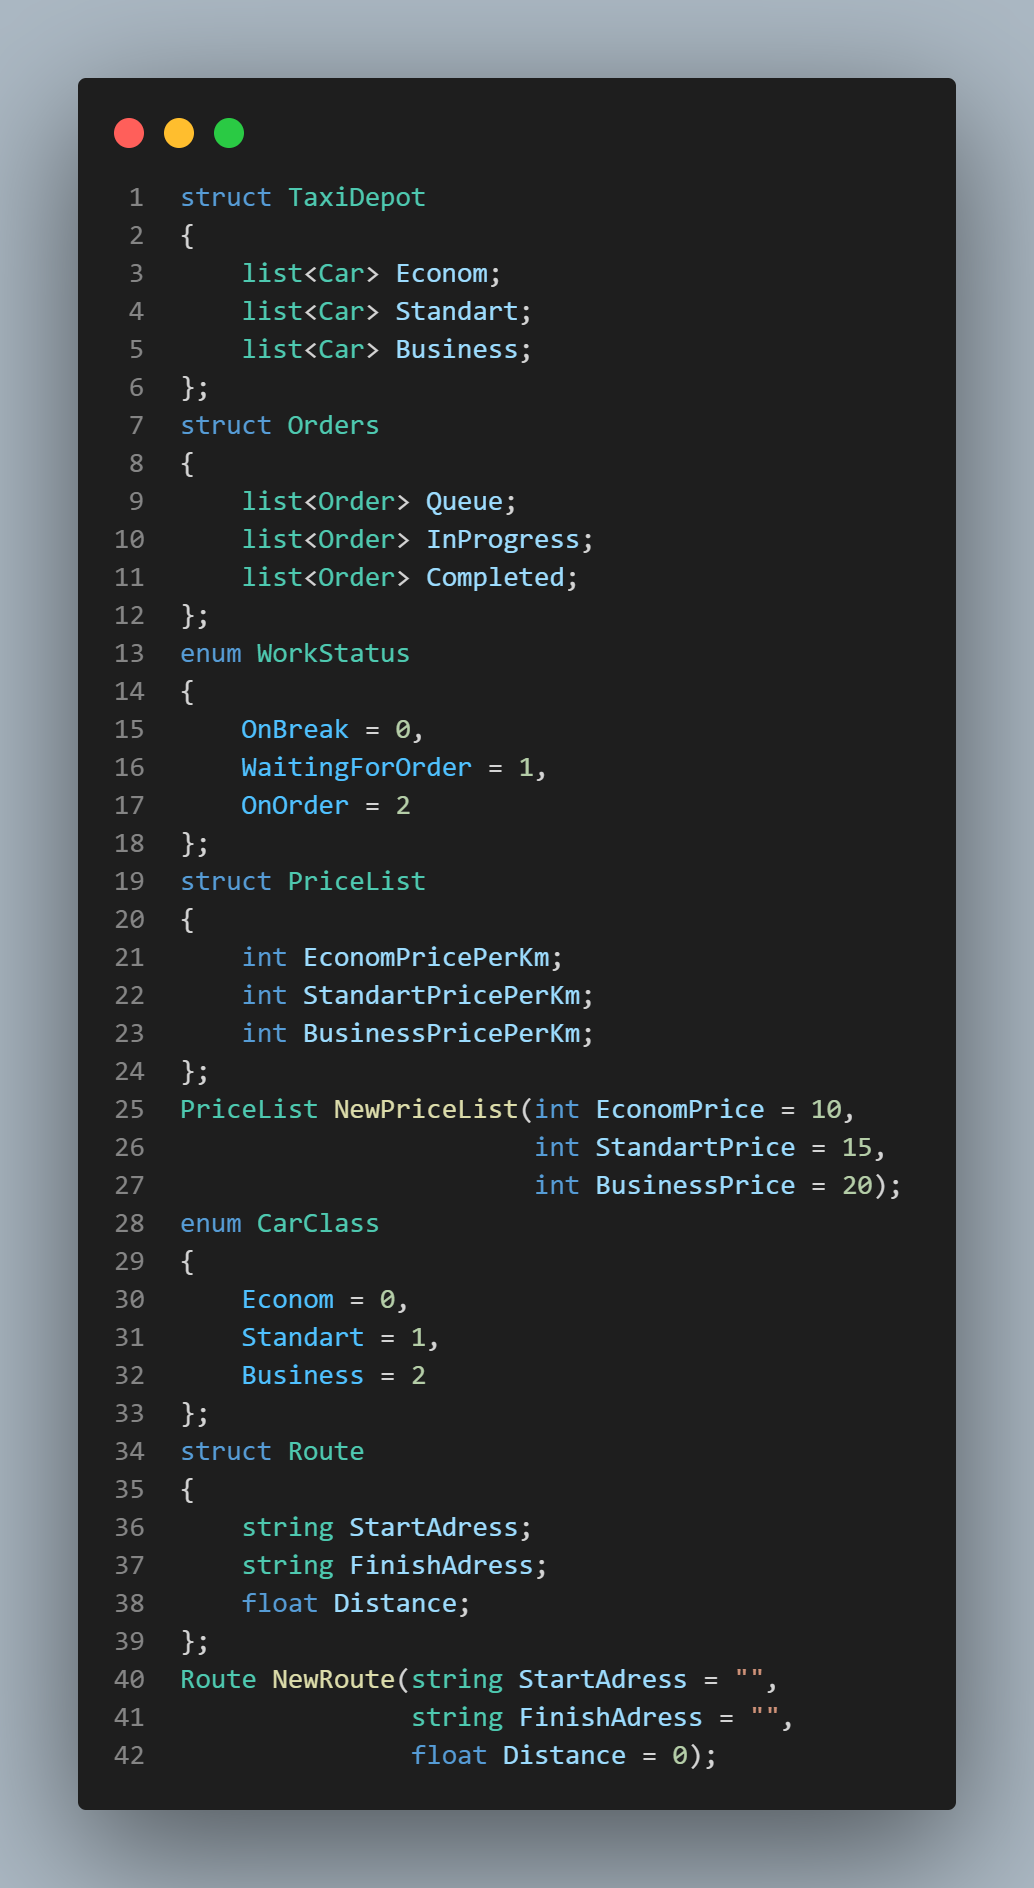 1 struct TaxiDepot
2 {
3     list<Car> Econom;
4     list<Car> Standart;
5     list<Car> Business;
6 };
7 struct Orders
8 {
9     list<Order> Queue;
10     list<Order> InProgress;
11     list<Order> Completed;
12 };
13 enum WorkStatus
14 {
15     OnBreak = 0,
16     WaitingForOrder = 1,
17     OnOrder = 2
18 };
19 struct PriceList
20 {
21     int EconomPricePerKm;
22     int StandartPricePerKm;
23     int BusinessPricePerKm;
24 };
25 PriceList NewPriceList(int EconomPrice = 10,
26                        int StandartPrice = 15,
27                        int BusinessPrice = 20);
28 enum CarClass
29 {
30     Econom = 0,
31     Standart = 1,
32     Business = 2
33 };
34 struct Route
35 {
36     string StartAdress;
37     string FinishAdress;
38     float Distance;
39 };
40 Route NewRoute(string StartAdress = "",
41                string FinishAdress = "",
42                float Distance = 0);